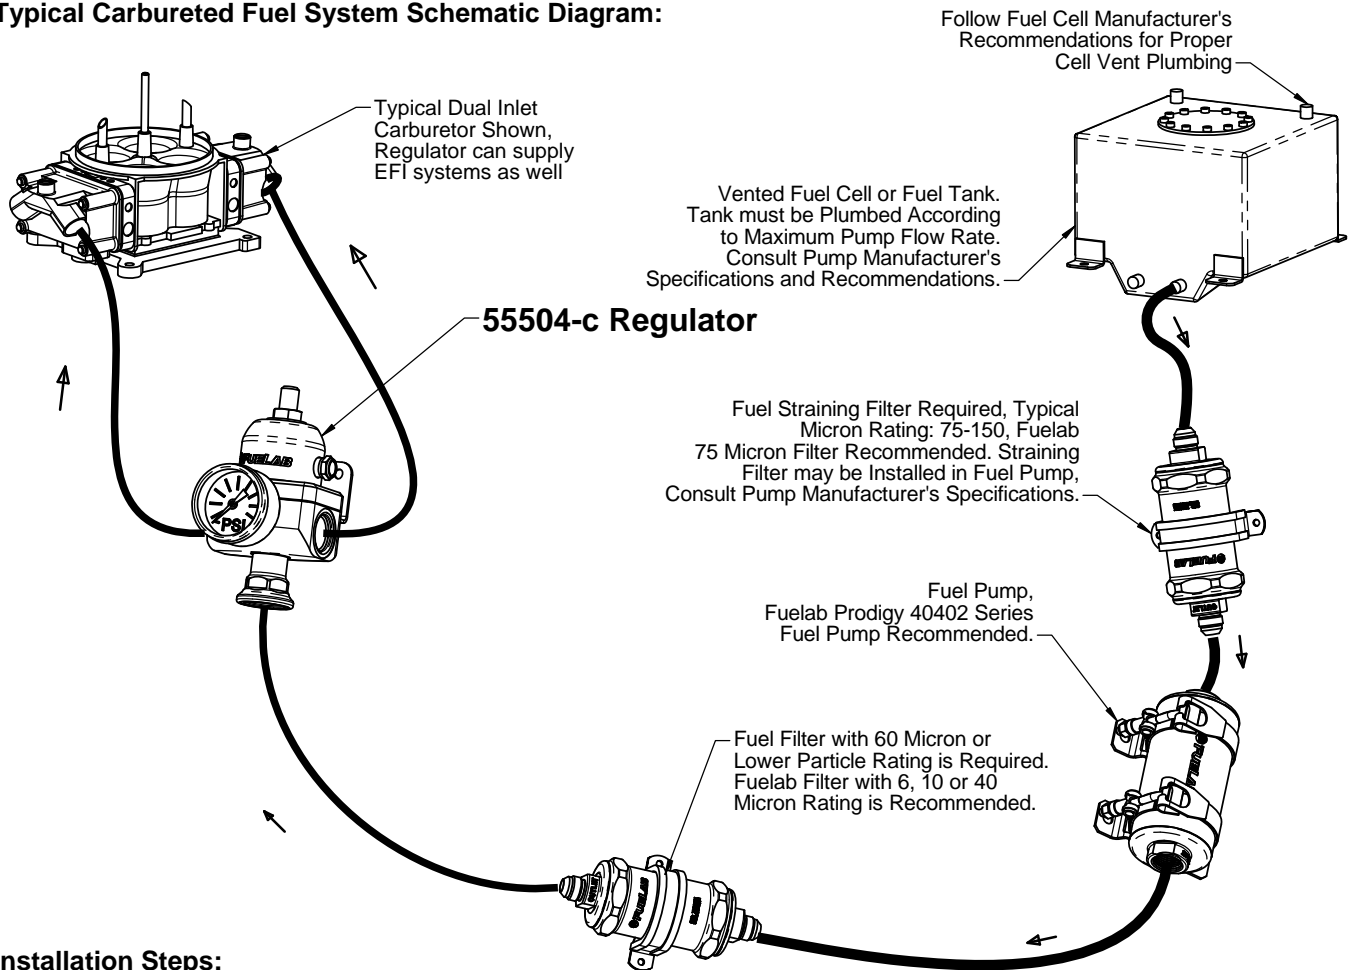 Typical Carbureted Fuel System Schematic Diagram:
Follow Fuel Cell Manufacturer's
Recommendations for Proper
Cell Vent Plumbing
Typical Dual Inlet
Carburetor Shown,
Regulator can supply
EFI systems as well
Vented Fuel Cell or Fuel Tank.
Tank must be Plumbed According
to Maximum Pump Flow Rate.
Consult Pump Manufacturer's
Specifications and Recommendations.
55504-c Regulator
Fuel Straining Filter Required, Typical
Micron Rating: 75-150, Fuelab
75 Micron Filter Recommended. Straining
Filter may be Installed in Fuel Pump,
Consult Pump Manufacturer's Specifications.
FUELAB
PSI
FUELAB
Fuel Pump,
Fuelab Prodigy 40402 Series
Fuel Pump Recommended.
FUELA
Fuel Filter with 60 Micron or
Lower Particle Rating is Required.
Fuelab Filter with 6, 10 or 40
Micron Rating is Recommended.
FUELAB
nstallation Steps: